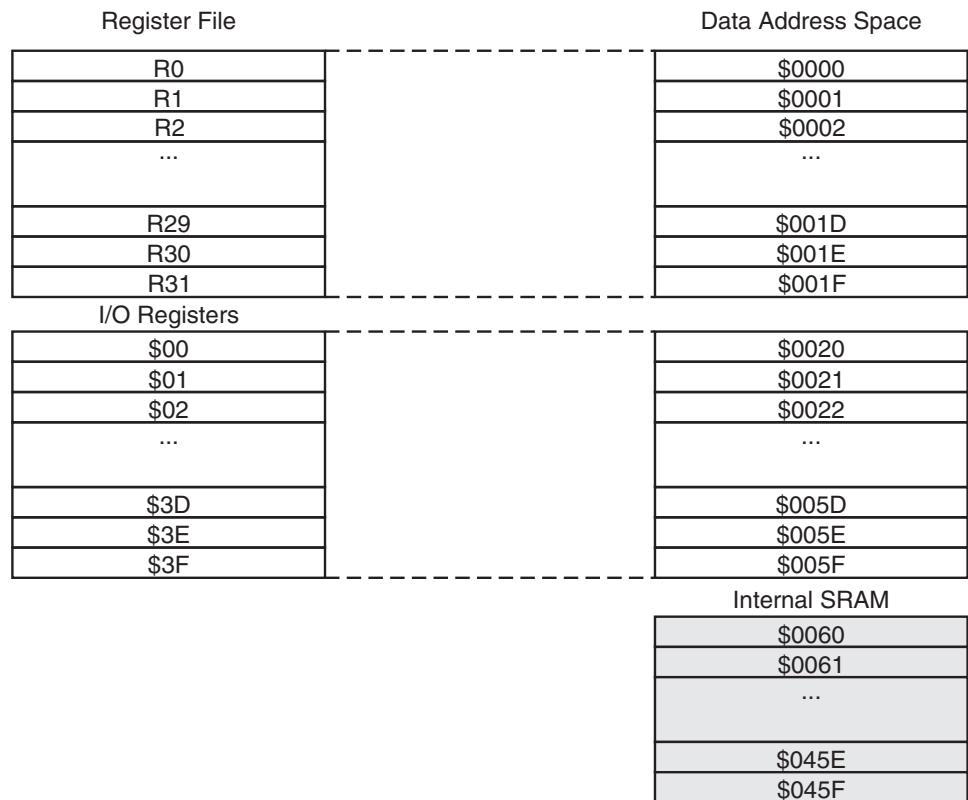 Register File Data Address Space
R0 $0000
R1 $0001
R2 $0002
... ...
R29 $001D
R30 $001E
R31 $001F
I/O Registers
$00 $0020
$01 $0021
$02 $0022
... ...
$3D $005D
$3E $005E
$3F $005F
Internal SRAM
$0060
$0061
...
$045E
$045F